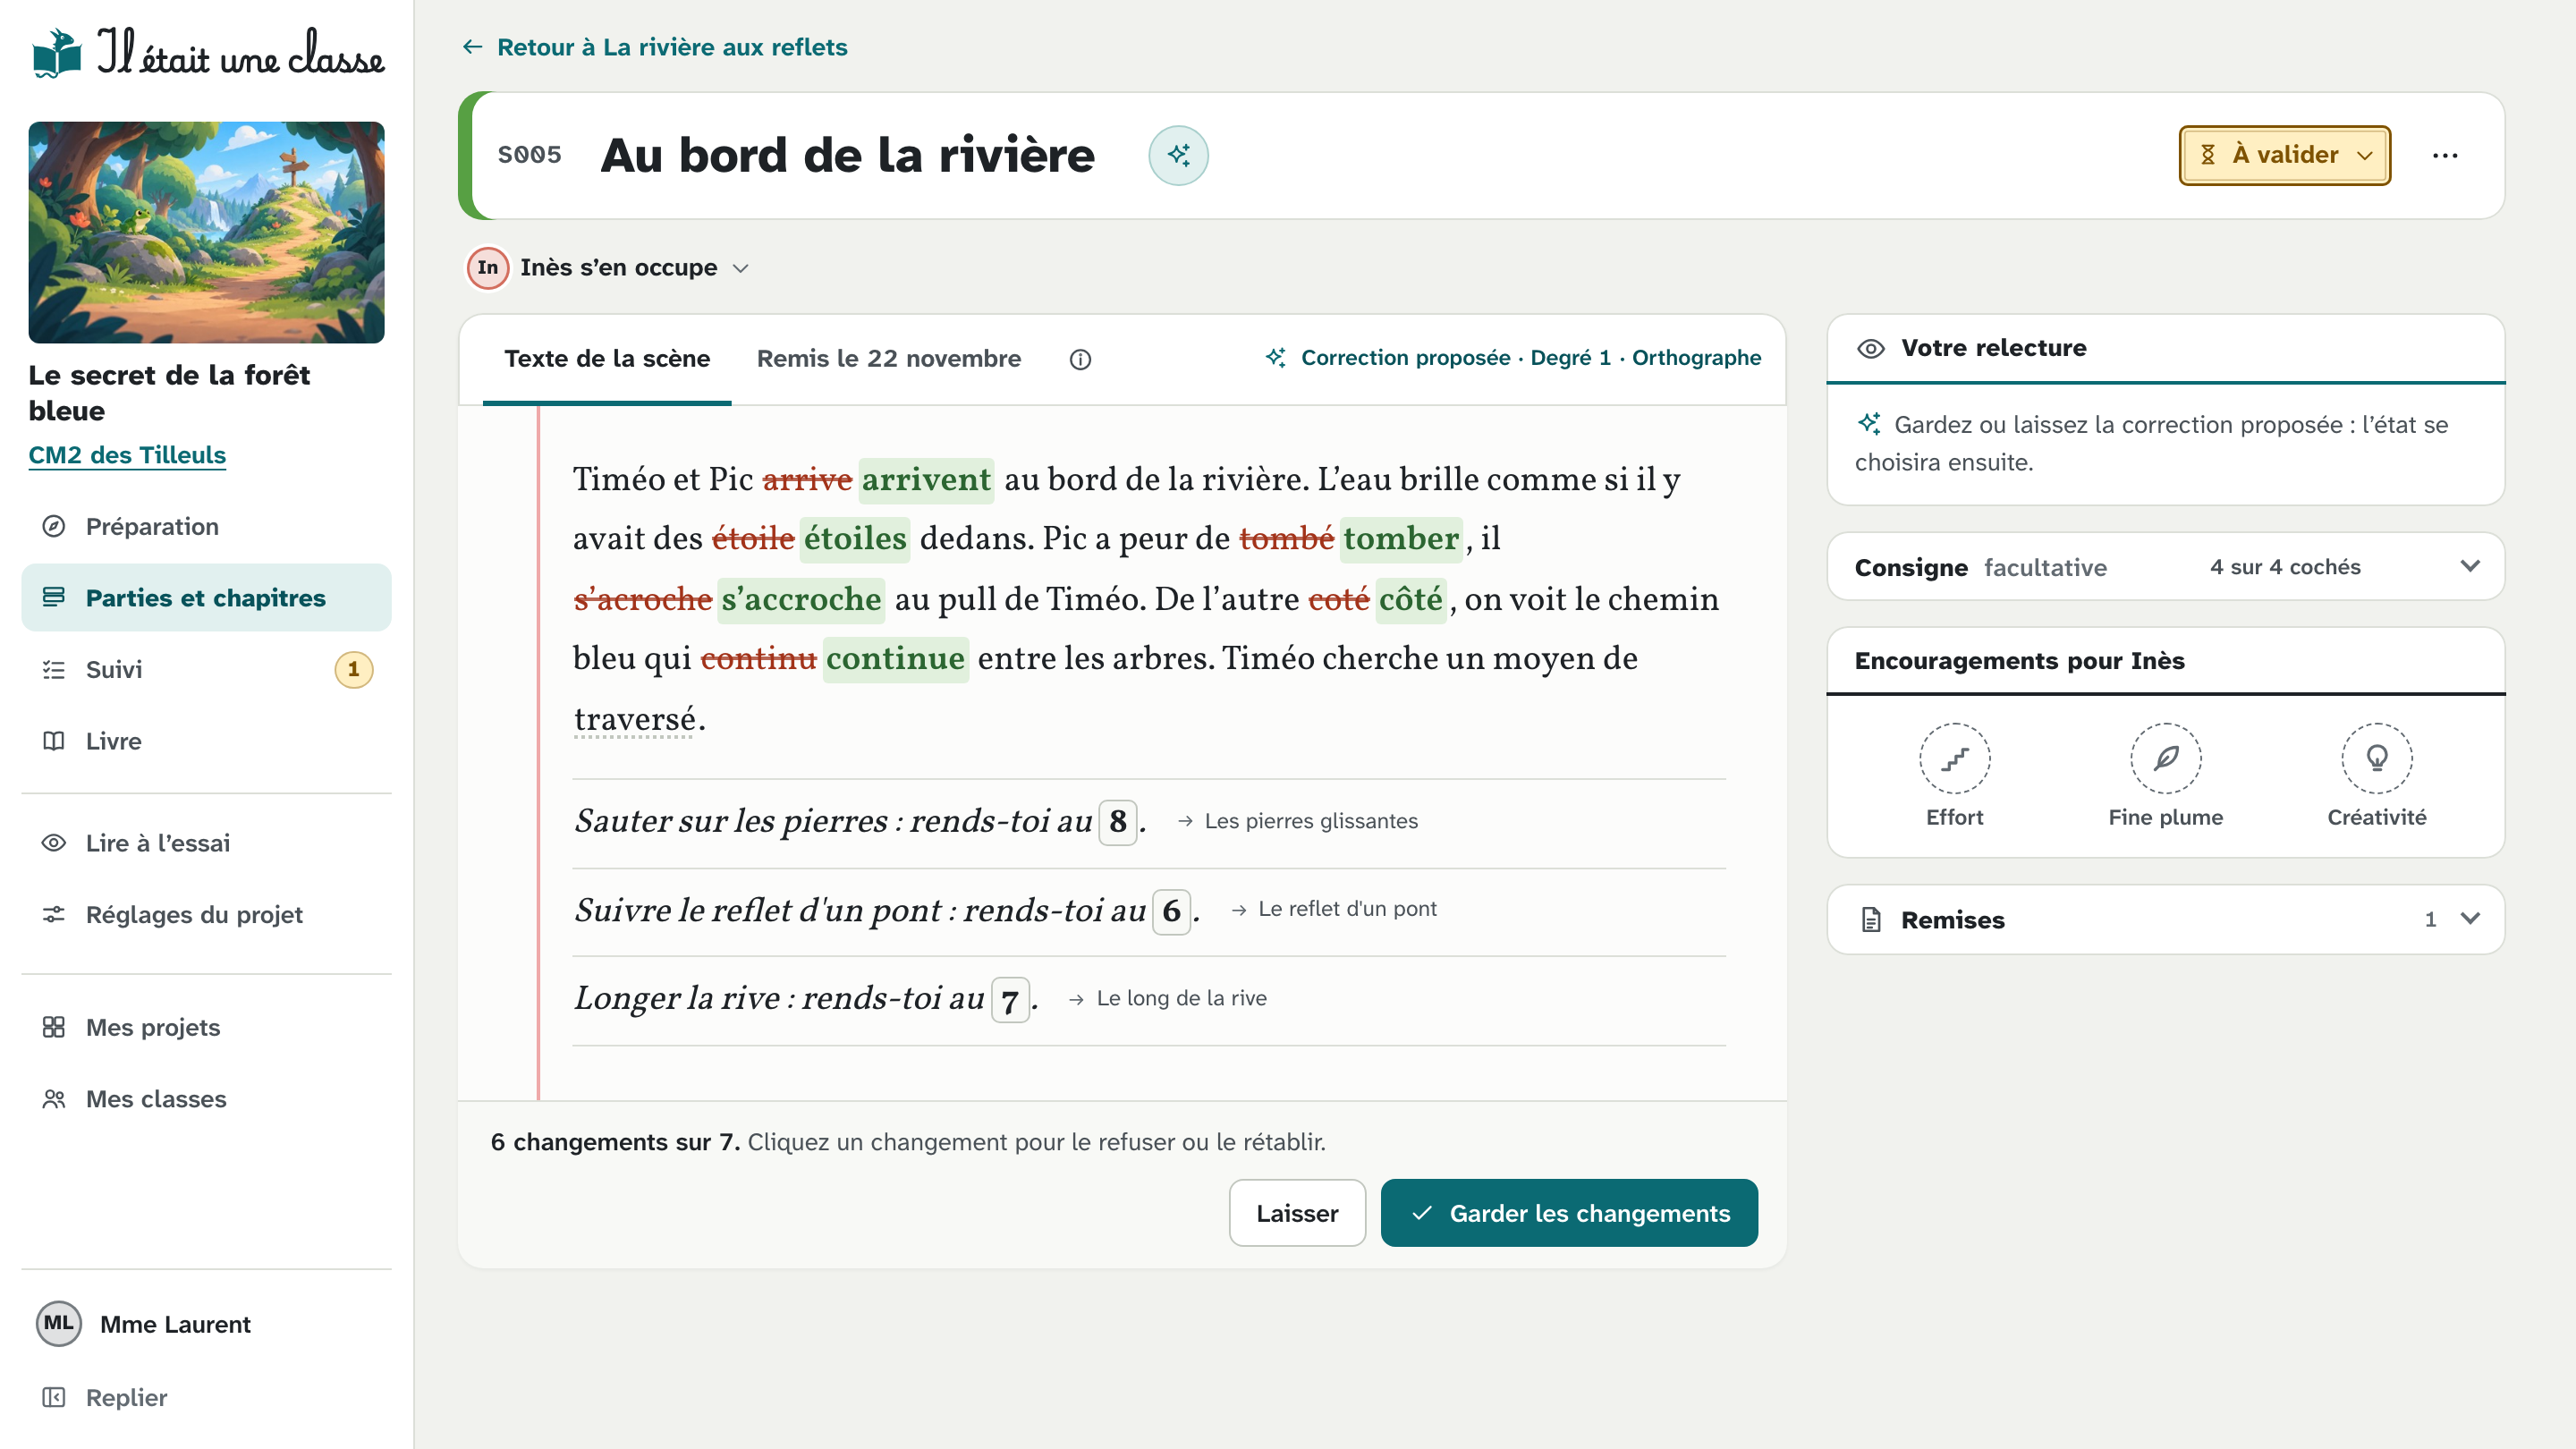 Il était une classe
Le secret de la forêt
bleue
CM2 des Tilleuls
Préparation
Parties et chapitres
Suivi 1
Livre
Lire à l’essai
Réglages du projet
Mes projets
Mes classes
ML Mme Laurent
Replier
← Retour à La rivière aux reflets
S005 Au bord de la rivière
À valider
In Inès s’en occupe
Texte de la scène Remis le 22 novembre Correction proposée · Degré 1 · Orthographe
Timéo et Pic arrive arrivent au bord de la rivière. L’eau brille comme si il y
avait des étoile étoiles dedans. Pic a peur de tombé tomber, il
s’acroche s’accroche au pull de Timéo. De l’autre coté côté, on voit le chemin
bleu qui continu continue entre les arbres. Timéo cherche un moyen de
traversé.
Sauter sur les pierres : rends-toi au 8. → Les pierres glissantes
Suivre le reflet d'un pont : rends-toi au 6. → Le reflet d'un pont
Longer la rive : rends-toi au 7. → Le long de la rive
6 changements sur 7. Cliquez un changement pour le refuser ou le rétablir.
Laisser Garder les changements
Votre relecture
Gardez ou laissez la correction proposée : l’état se
choisira ensuite.
Consigne facultative 4 sur 4 cochés
Encouragements pour Inès
Effort Fine plume Créativité
Remises 1